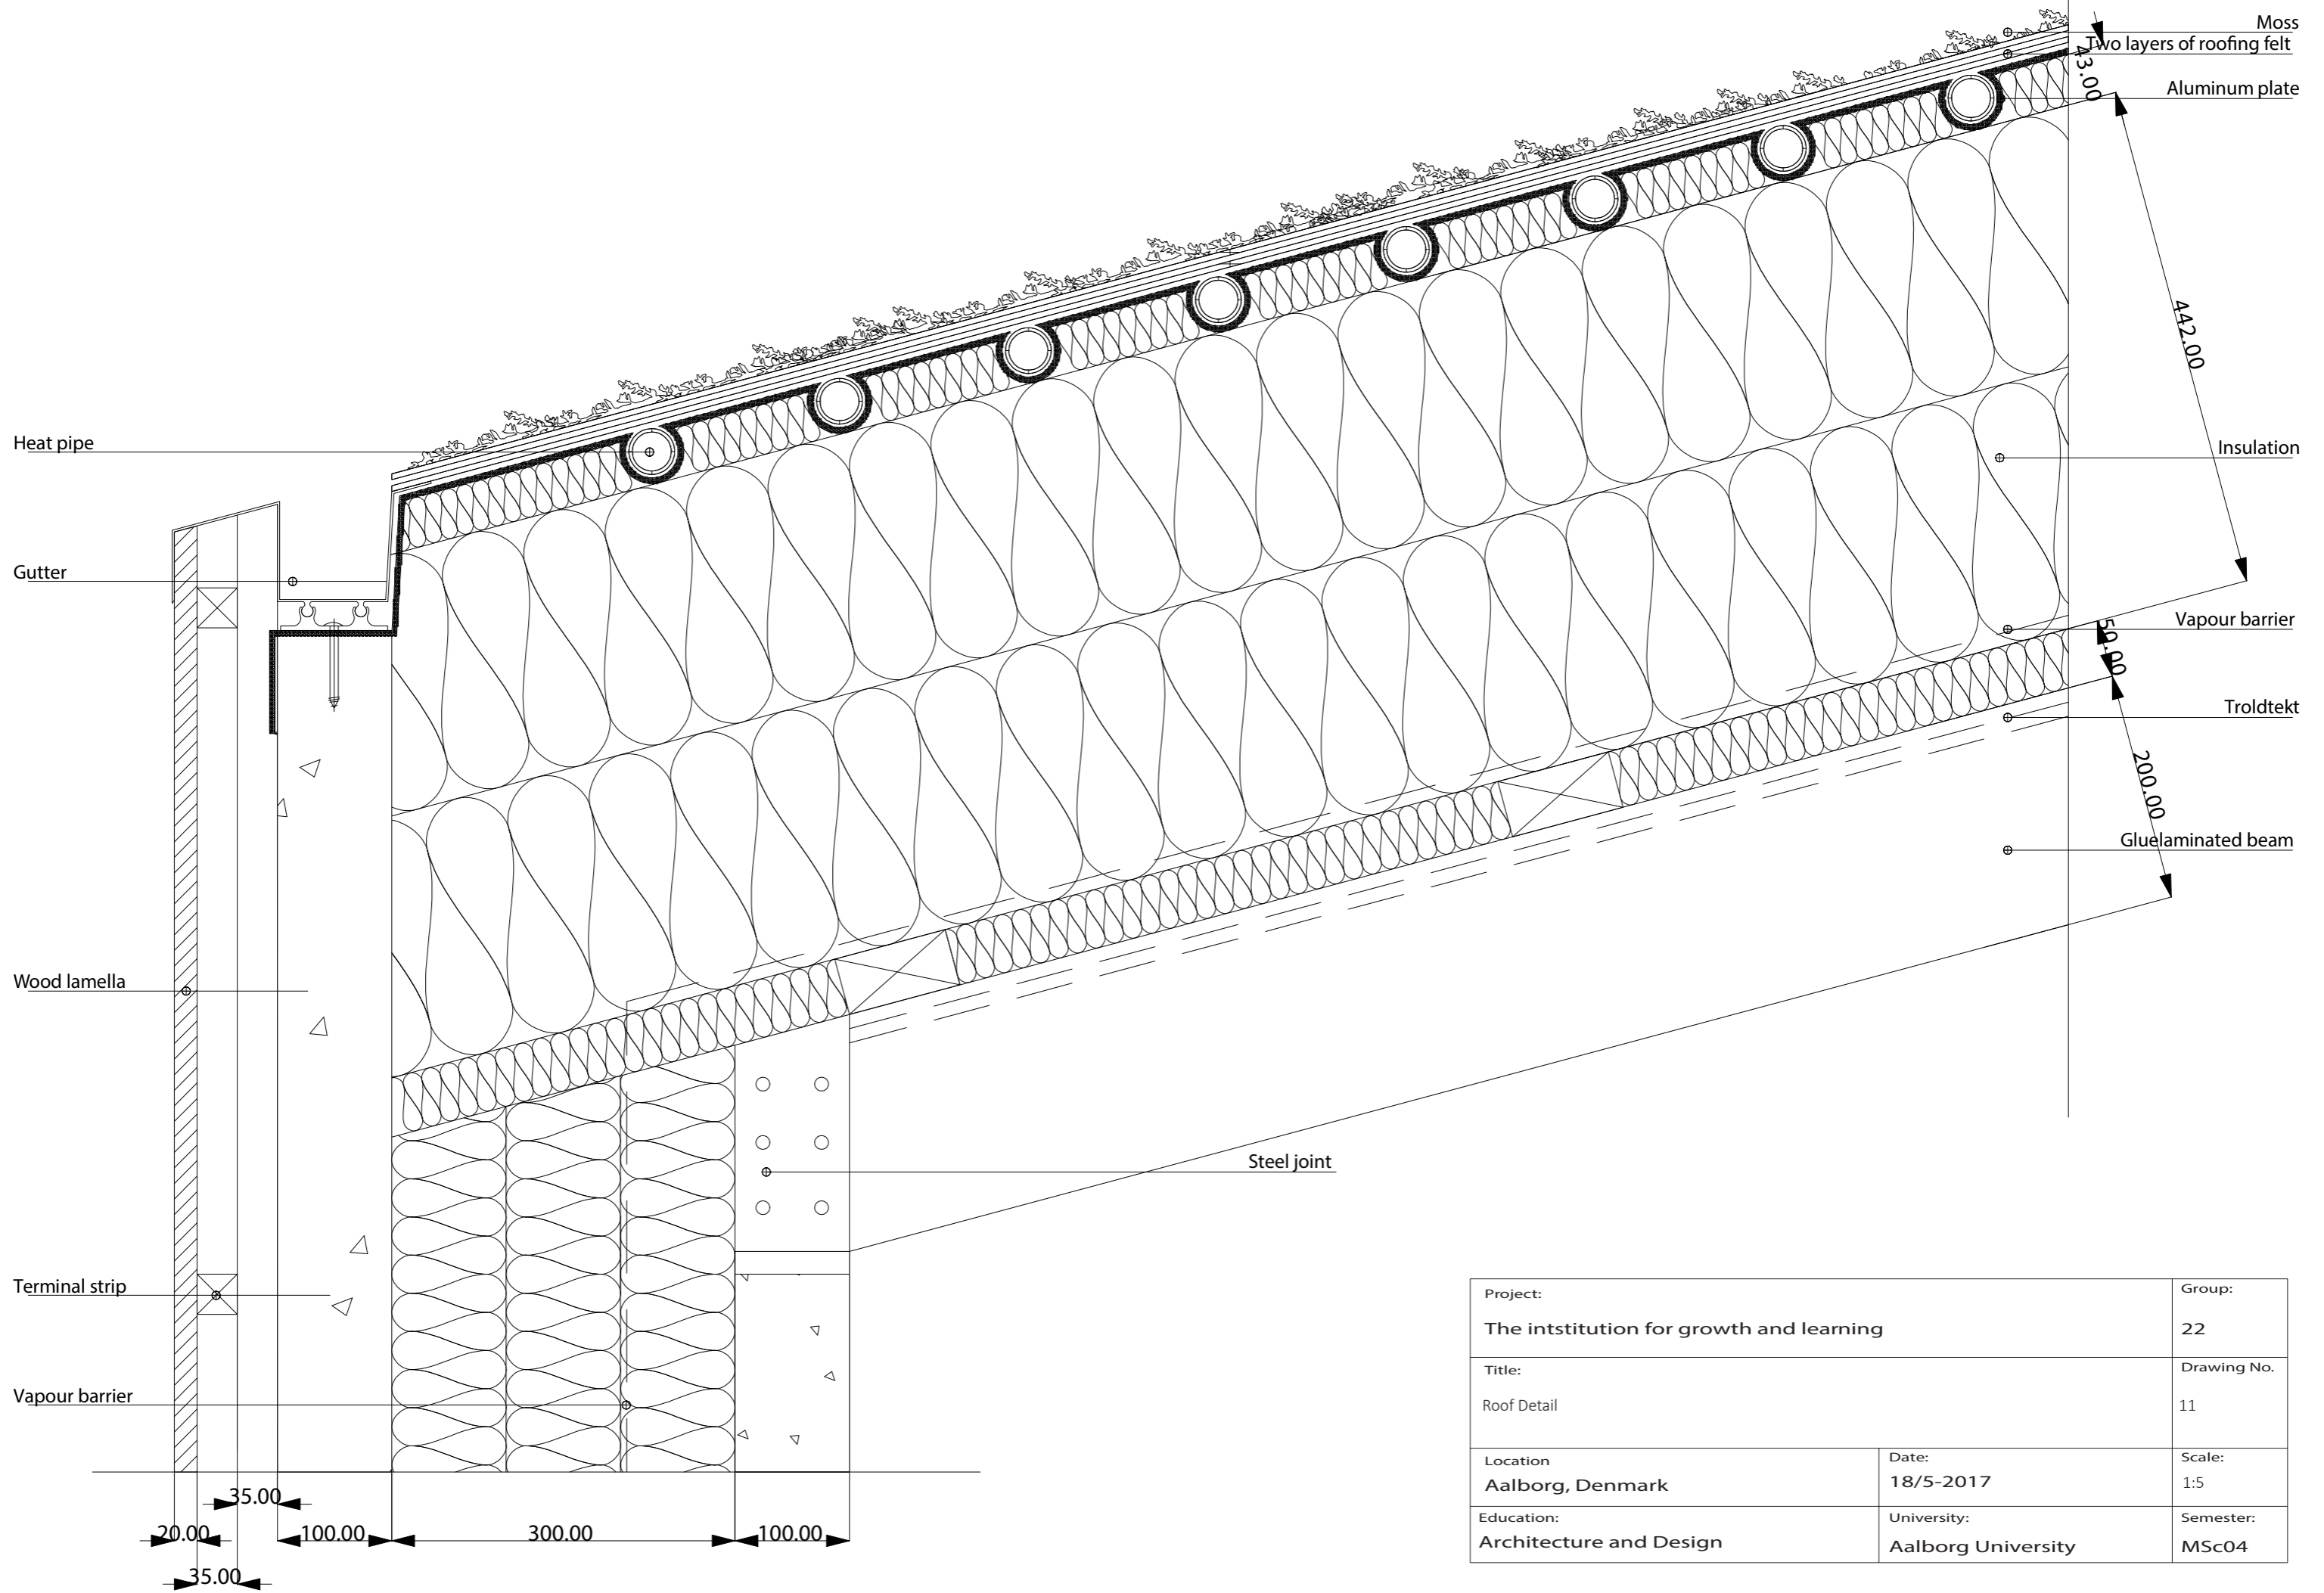 Moss
Two layers of roofing felt
43.00
Aluminum plate
442.00
Heat pipe
Insulation
Gutter
Vapour barrier
50.00
Troldtekt
200.00
Gluelaminated beam
Wood lamella
Steel joint
Terminal strip
Vapour barrier
35.00
20.00
100.00
300.00
100.00
35.00
Project:
The intstitution for growth and learning
Group:
22
Title:
Roof Detail
Drawing No.
11
Location
Aalborg, Denmark
Date:
18/5-2017
Scale:
1:5
Education:
Architecture and Design
University:
Aalborg University
Semester:
MSc04